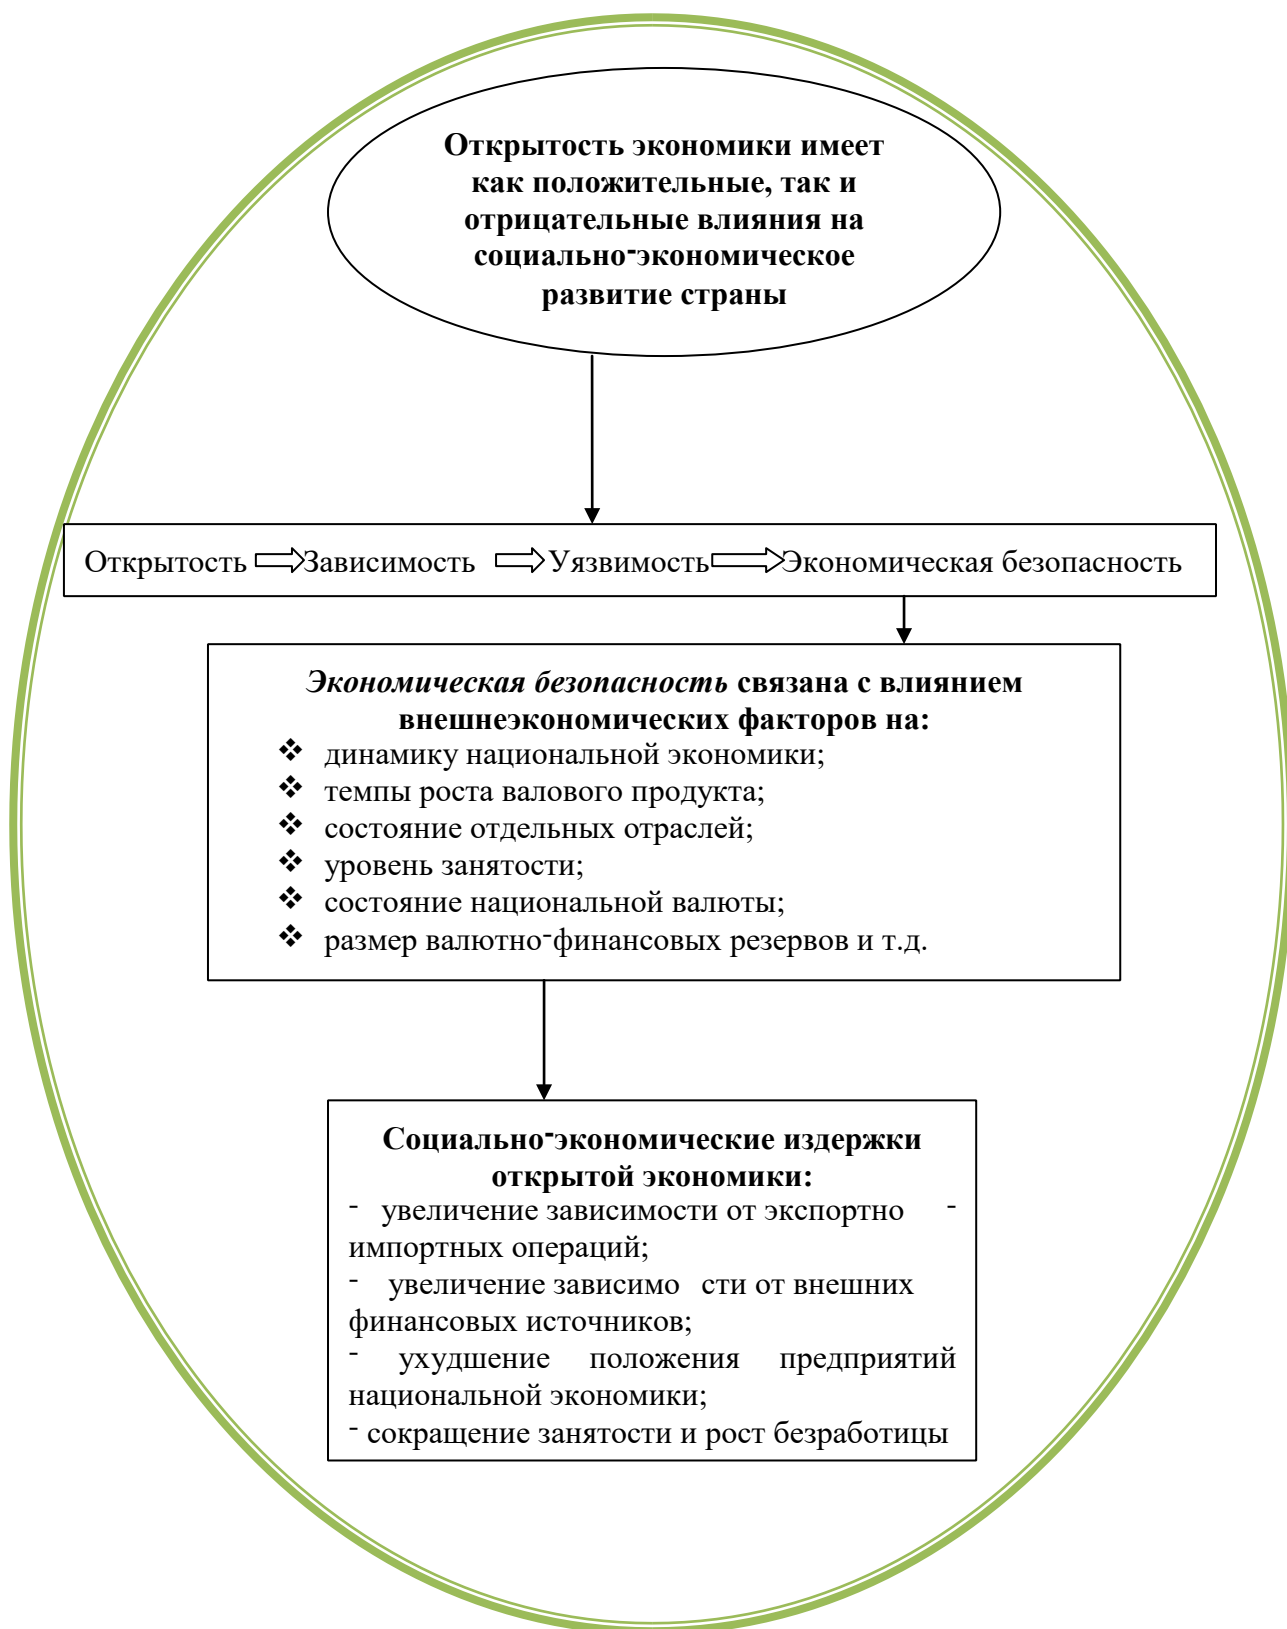 Открытость экономики имеет
как положительные, так и
отрицательные влияния на
социально-экономическое
развитие страны
Открытость Зависимость Уязвимость Экономическая безопасность
Экономическая безопасность связана с влиянием
внешнеэкономических факторов на:
❖ динамику национальной экономики;
❖ темпы роста валового продукта;
❖ состояние отдельных отраслей;
❖ уровень занятости;
❖ состояние национальной валюты;
❖ размер валютно-финансовых резервов и т.д.
Социально-экономические издержки
открытой экономики:
- увеличение зависимости от экспортно -
импортных операций;
- увеличение зависимо сти от внешних
финансовых источников;
- ухудшение положения предприятий
национальной экономики;
- сокращение занятости и рост безработицы